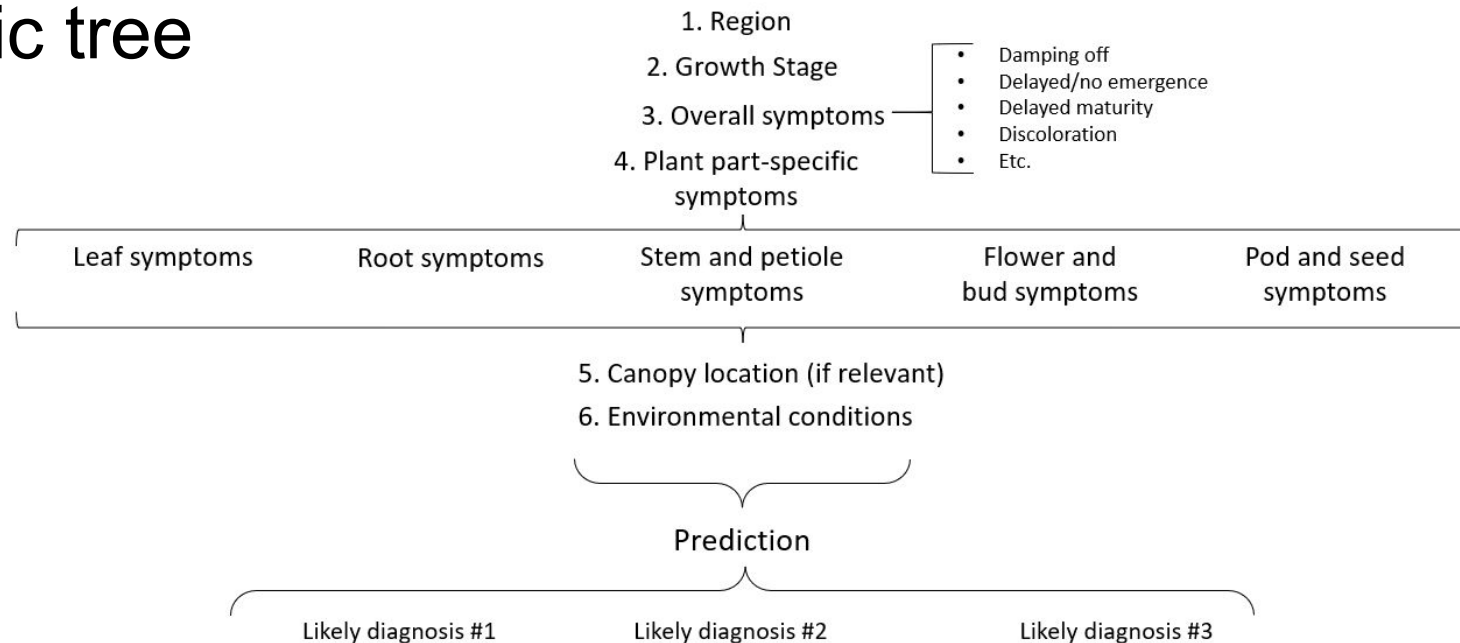 ic tree
1. Region
2. Growth Stage
3. Overall symptoms
• Damping off
• Delayed/no emergence
• Delayed maturity
• Discoloration
• Etc.
4. Plant part-specific
symptoms
Leaf symptoms
Root symptoms
Stem and petiole
symptoms
Flower and
bud symptoms
Pod and seed
symptoms
5. Canopy location (if relevant)
6. Environmental conditions
Prediction
Likely diagnosis #1
Likely diagnosis #2
Likely diagnosis #3